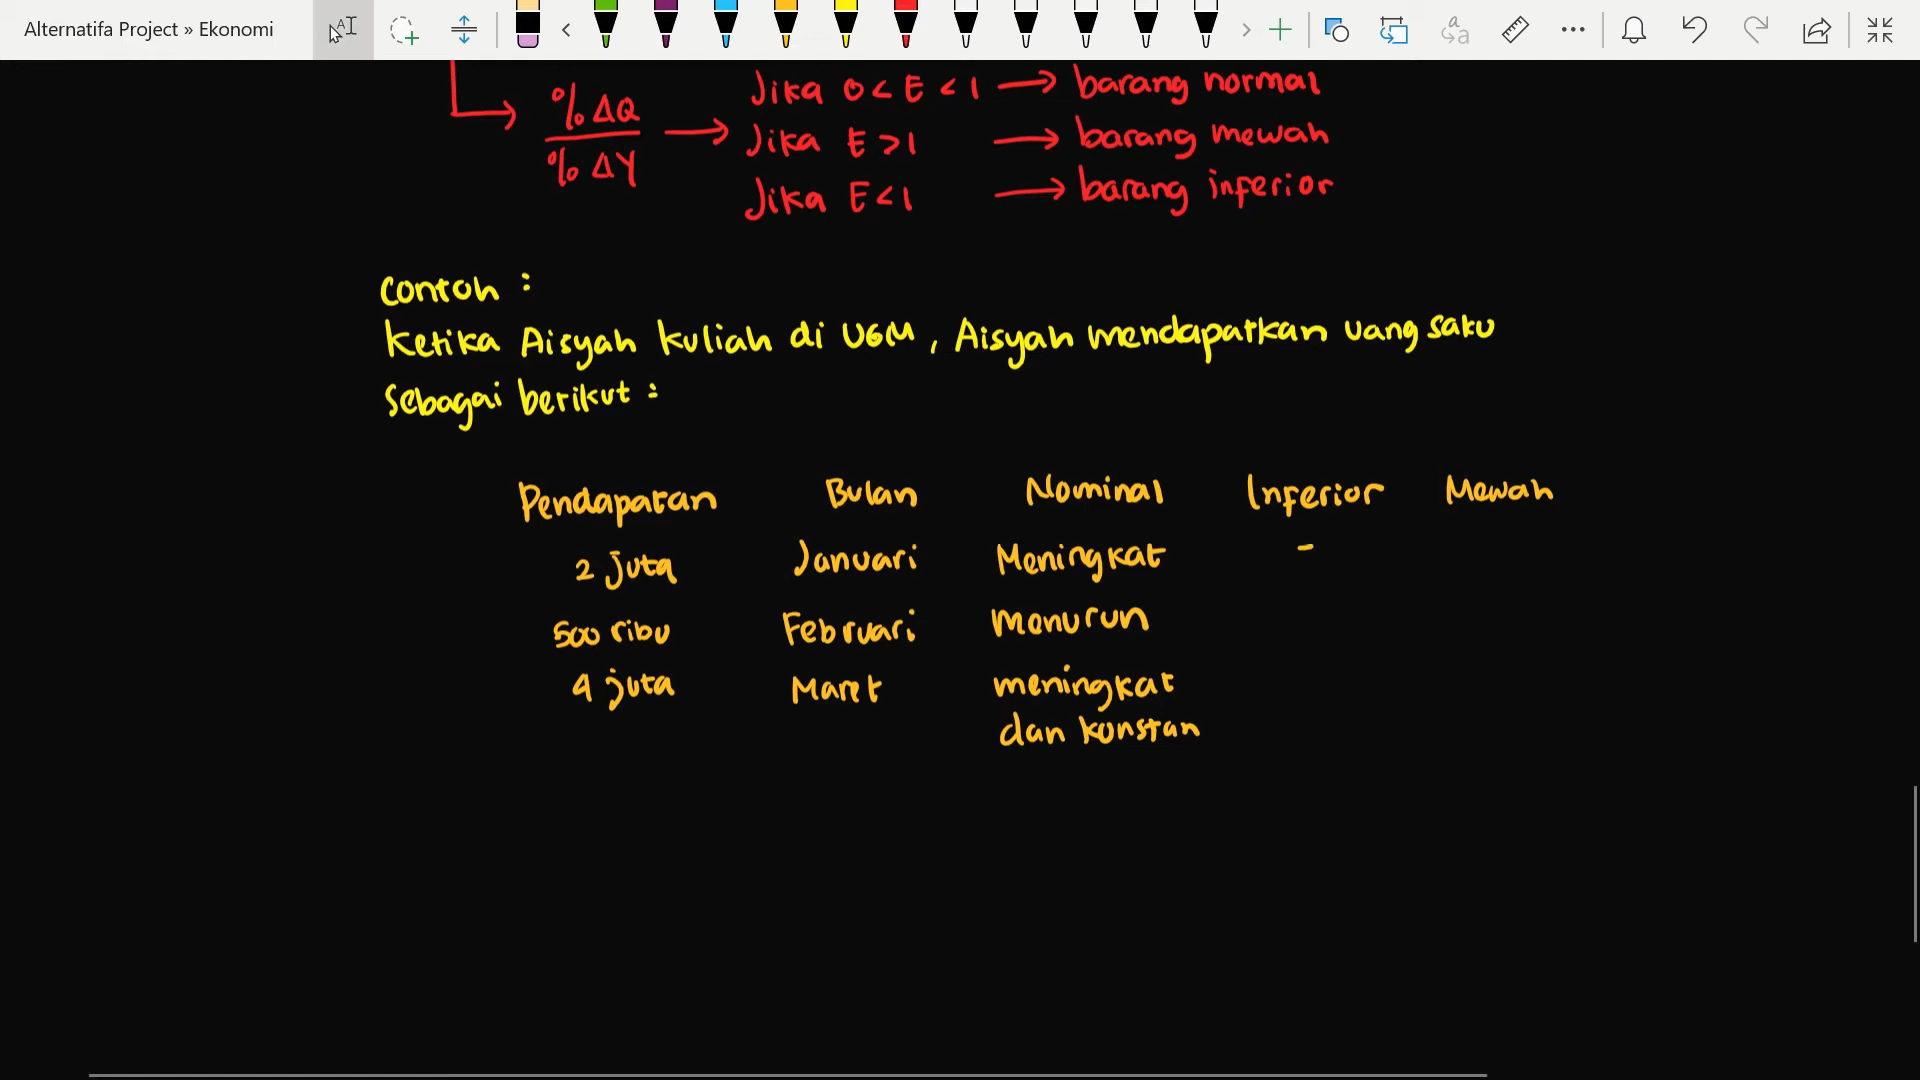 Alternatifa Project » Ekonomi
%ΔQ
%ΔY
Jika 0 < E < 1 → barang normal
Jika E > 1 → barang mewah
Jika E < 1 → barang inferior
Contoh :
Ketika Aisyah kuliah di UGM, Aisyah mendapatkan uang saku
sebagai berikut :
Pendapatan Bulan Nominal Inferior Mewah
2 juta Januari Meningkat -
500 ribu Februari Menurun
4 juta Maret meningkat
dan konstan